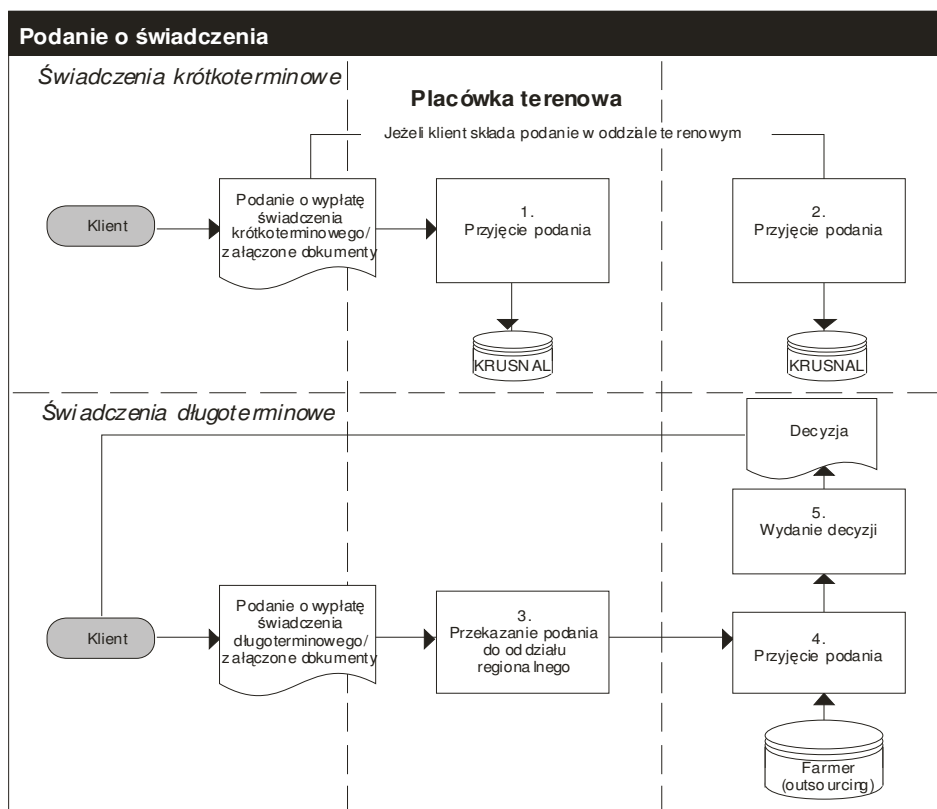 Podanie o świadczenia
Świadczenia krótkoterminowe
Placówka terenowa
Jeżeli klient składa podanie w oddziale terenowym
Klient
Podanie o wypłatę
świadczenia
krótkoterminowego/
załączone dokumenty
1.
Przyjęcie podania
2.
Przyjęcie podania
KRUSNAL
KRUSNAL
Świadczenia długoterminowe
Decyzja
5.
Wydanie decyzji
Klient
Podanie o wypłatę
świadczenia
długoterminowego/
załączone dokumenty
3.
Przekazanie podania
do oddziału
regionalnego
4.
Przyjęcie podania
Farmer
(outsourcing)